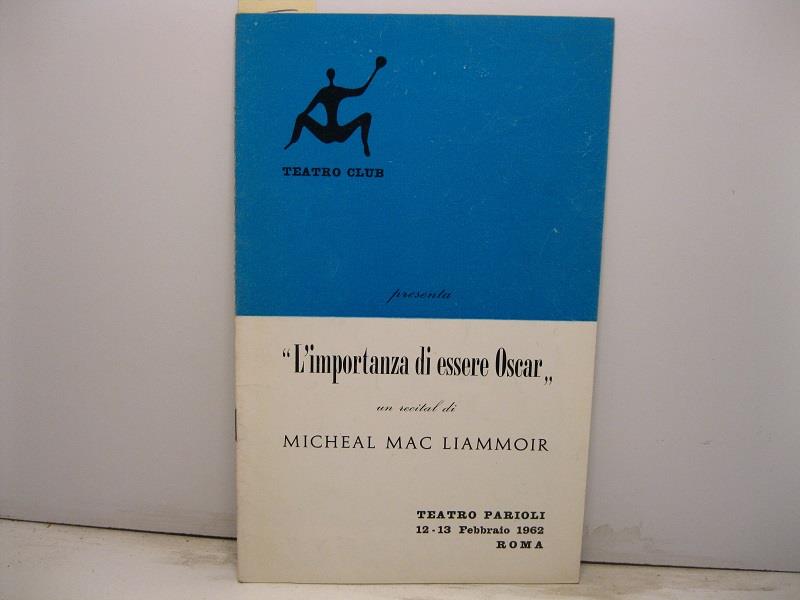 TEATRO CLUB
presenta
“L'importanza di essere Oscar„
un recital di
MICHEAL MAC LIAMMOIR
TEATRO PARIOLI
12 - 13 Febbraio 1962
ROMA